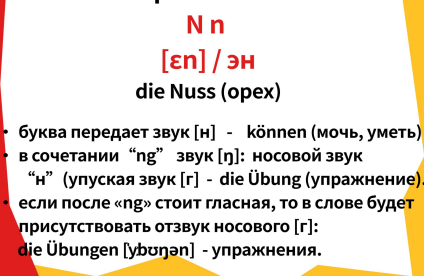 N n
[ɛn] / эн
die Nuss (орех)
• буква передает звук [н] - können (мочь, уметь)
• в сочетании “ng” звук [ŋ]: носовой звук
“н” (упуская звук [г] - die Übung (упражнение).
• если после «ng» стоит гласная, то в слове будет
присутствовать отзвук носового [г]:
die Übungen [ybʊŋən] - упражнения.